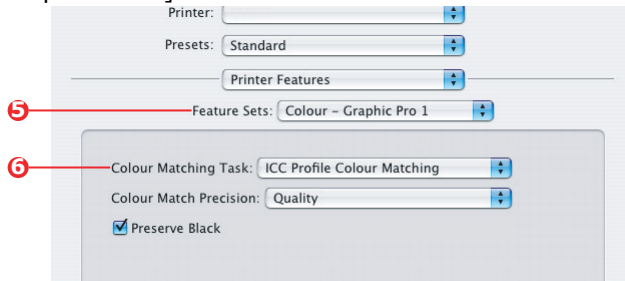 Printer:
Presets: Standard
Printer Features
5 Feature Sets: Colour – Graphic Pro 1
6 Colour Matching Task: ICC Profile Colour Matching
Colour Match Precision: Quality
Preserve Black